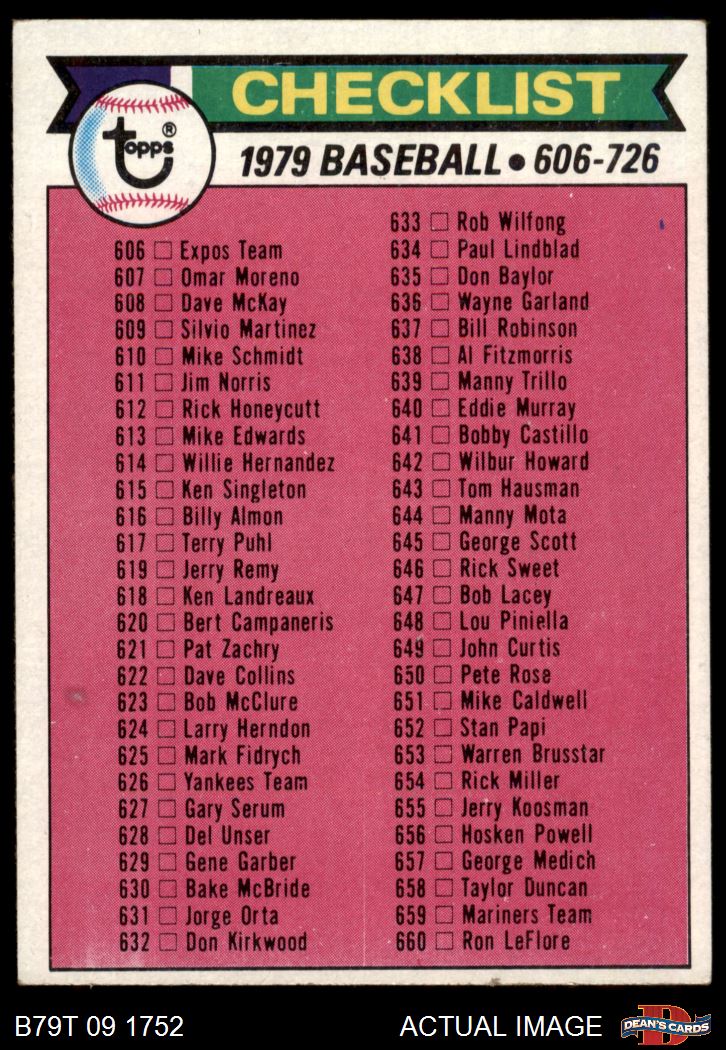 CHECKLIST
topps®
1979 BASEBALL • 606-726
606 □ Expos Team
607 □ Omar Moreno
608 □ Dave McKay
609 □ Silvio Martinez
610 □ Mike Schmidt
611 □ Jim Norris
612 □ Rick Honeycutt
613 □ Mike Edwards
614 □ Willie Hernandez
615 □ Ken Singleton
616 □ Billy Almon
617 □ Terry Puhl
619 □ Jerry Remy
618 □ Ken Landreaux
620 □ Bert Campaneris
621 □ Pat Zachry
622 □ Dave Collins
623 □ Bob McClure
624 □ Larry Herndon
625 □ Mark Fidrych
626 □ Yankees Team
627 □ Gary Serum
628 □ Del Unser
629 □ Gene Garber
630 □ Bake McBride
631 □ Jorge Orta
632 □ Don Kirkwood
633 □ Rob Wilfong
634 □ Paul Lindblad
635 □ Don Baylor
636 □ Wayne Garland
637 □ Bill Robinson
638 □ Al Fitzmorris
639 □ Manny Trillo
640 □ Eddie Murray
641 □ Bobby Castillo
642 □ Wilbur Howard
643 □ Tom Hausman
644 □ Manny Mota
645 □ George Scott
646 □ Rick Sweet
647 □ Bob Lacey
648 □ Lou Piniella
649 □ John Curtis
650 □ Pete Rose
651 □ Mike Caldwell
652 □ Stan Papi
653 □ Warren Brusstar
654 □ Rick Miller
655 □ Jerry Koosman
656 □ Hosken Powell
657 □ George Medich
658 □ Taylor Duncan
659 □ Mariners Team
660 □ Ron LeFlore
B79T 09 1752
ACTUAL IMAGE
D
DEAN'S CARDS